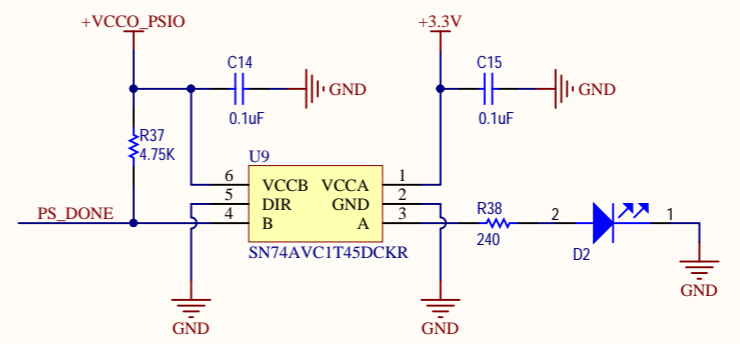 +VCCO_PSIO
+3.3V
C14
C15
GND
GND
0.1uF
0.1uF
R37
4.75K
U9
6
VCCB
VCCA
1
5
DIR
GND
2
PS_DONE
4
B
A
3
R38
2
1
240
D2
SN74AVC1T45DCKR
GND
GND
GND